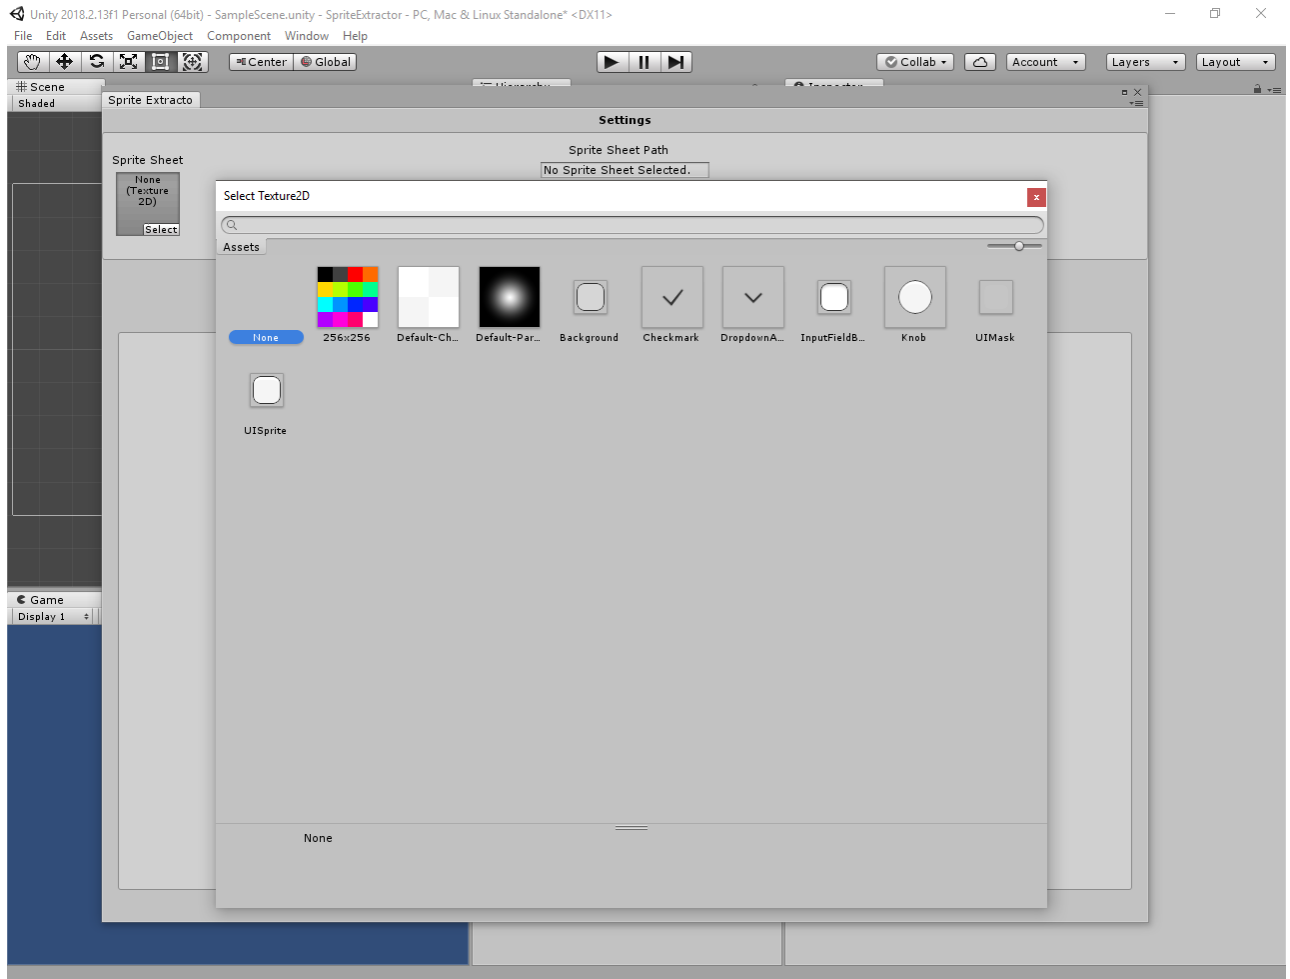 Unity 2018.2.13f1 Personal (64bit) - SampleScene.unity - SpriteExtractor - PC, Mac & Linux Standalone* <DX11>
File Edit Assets GameObject Component Window Help
Center Global Collab Account Layers Layout
Scene Hierarchy Inspector
Shaded
Sprite Extracto
Settings
Sprite Sheet Path
Sprite Sheet
No Sprite Sheet Selected.
None
(Texture
2D)
Select
Select Texture2D
Assets
None 256x256 Default-Ch... Default-Par... Background Checkmark DropdownA... InputFieldB... Knob UIMask
UISprite
Game
Display 1
None